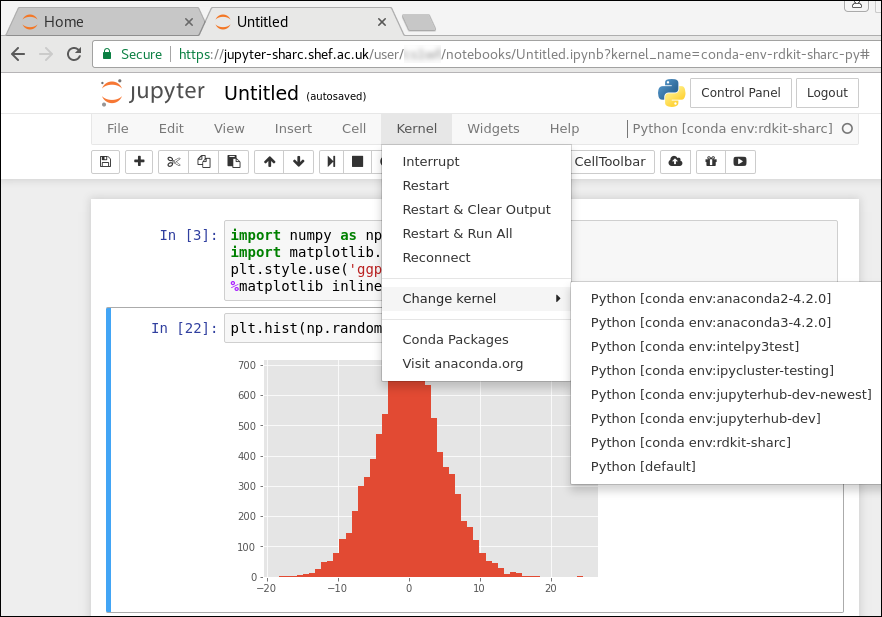 Home
Untitled
Secure https://jupyter-sharc.shef.ac.uk/user/ /notebooks/Untitled.ipynb?kernel_name=conda-env-rdkit-sharc-py#
jupyter Untitled (autosaved)
Control Panel
Logout
File Edit View Insert Cell Kernel Widgets Help Python [conda env:rdkit-sharc]
CellToolbar
Interrupt
Restart
Restart & Clear Output
Restart & Run All
Reconnect
Change kernel
Conda Packages
Visit anaconda.org
Python [conda env:anaconda2-4.2.0]
Python [conda env:anaconda3-4.2.0]
Python [conda env:intelpy3test]
Python [conda env:ipycluster-testing]
Python [conda env:jupyterhub-dev-newest]
Python [conda env:jupyterhub-dev]
Python [conda env:rdkit-sharc]
Python [default]
In [3]: import numpy as np
import matplotlib.
plt.style.use('ggp
%matplotlib inline
In [22]: plt.hist(np.random
700
600
500
400
300
200
100
0
−20 −10 0 10 20